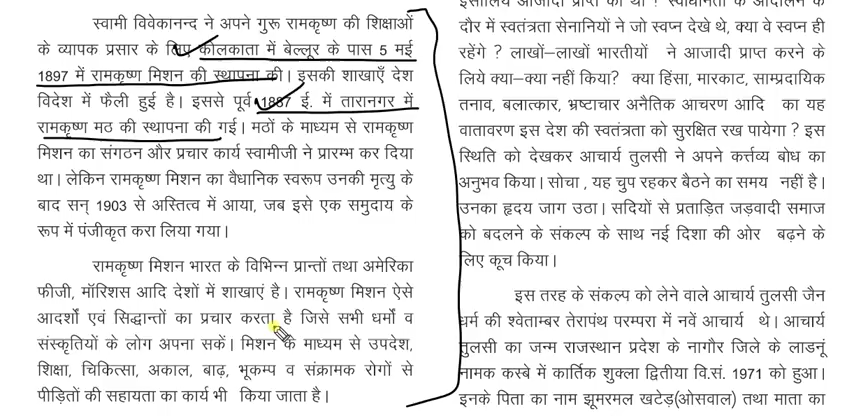 स्वामी विवेकानन्द ने अपने गुरू रामकृष्ण की शिक्षाओं
के व्यापक प्रसार के लिए कोलकाता में बेल्लूर के पास 5 मई
1897 में रामकृष्ण मिशन की स्थापना की। इसकी शाखाएँ देश
विदेश में फैली हुई है। इससे पूर्व 1887 ई. में तारानगर में
रामकृष्ण मठ की स्थापना की गई। मठों के माध्यम से रामकृष्ण
मिशन का संगठन और प्रचार कार्य स्वामीजी ने प्रारम्भ कर दिया
था। लेकिन रामकृष्ण मिशन का वैधानिक स्वरूप उनकी मृत्यु के
बाद सन् 1903 से अस्तित्व में आया, जब इसे एक समुदाय के
रूप में पंजीकृत करा लिया गया।
रामकृष्ण मिशन भारत के विभिन्न प्रान्तों तथा अमेरिका
फीजी, मॉरिशस आदि देशों में शाखाएं है। रामकृष्ण मिशन ऐसे
आदर्शों एवं सिद्धान्तों का प्रचार करता है जिसे सभी धर्मों व
संस्कृतियों के लोग अपना सकें। मिशन के माध्यम से उपदेश,
शिक्षा, चिकित्सा, अकाल, बाढ़, भूकम्प व संक्रामक रोगों से
पीड़ितों की सहायता का कार्य भी किया जाता है।
इसीलिये आजादी प्राप्त की थी ? स्वाधीनता के आंदोलन के
दौर में स्वतंत्रता सेनानियों ने जो स्वप्न देखे थे, क्या वे स्वप्न ही
रहेंगे ? लाखों–लाखों भारतीयों ने आजादी प्राप्त करने के
लिये क्या–क्या नहीं किया? क्या हिंसा, मारकाट, साम्प्रदायिक
तनाव, बलात्कार, भ्रष्टाचार अनैतिक आचरण आदि का यह
वातावरण इस देश की स्वतंत्रता को सुरक्षित रख पायेगा ? इस
स्थिति को देखकर आचार्य तुलसी ने अपने कर्त्तव्य बोध का
अनुभव किया। सोचा , यह चुप रहकर बैठने का समय नहीं है।
उनका हृदय जाग उठा। सदियों से प्रताड़ित जड़वादी समाज
को बदलने के संकल्प के साथ नई दिशा की ओर बढ़ने के
लिए कूच किया।
इस तरह के संकल्प को लेने वाले आचार्य तुलसी जैन
धर्म की श्वेताम्बर तेरापंथ परम्परा में नवें आचार्य थे। आचार्य
तुलसी का जन्म राजस्थान प्रदेश के नागौर जिले के लाडनूं
नामक कस्बे में कार्तिक शुक्ला द्वितीया वि.सं. 1971 को हुआ।
इनके पिता का नाम झूमरमल खटेड़(ओसवाल) तथा माता का